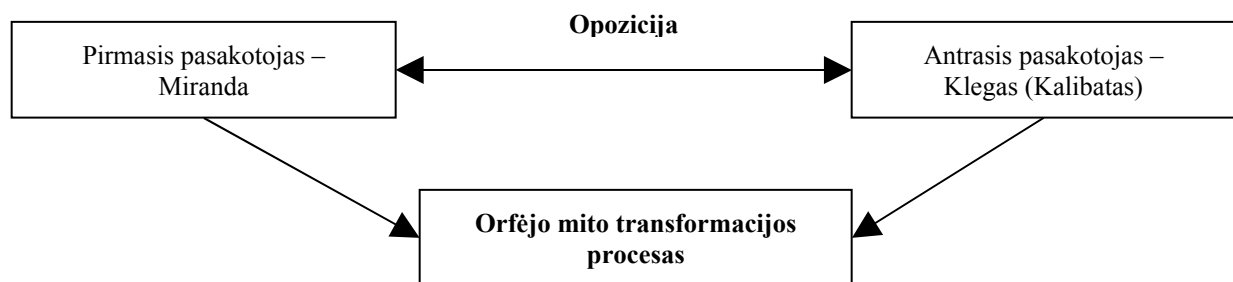 Opozicija
Pirmasis pasakotojas –
Miranda
Antrasis pasakotojas –
Klegas (Kalibatas)
Orfėjo mito transformacijos
procesas